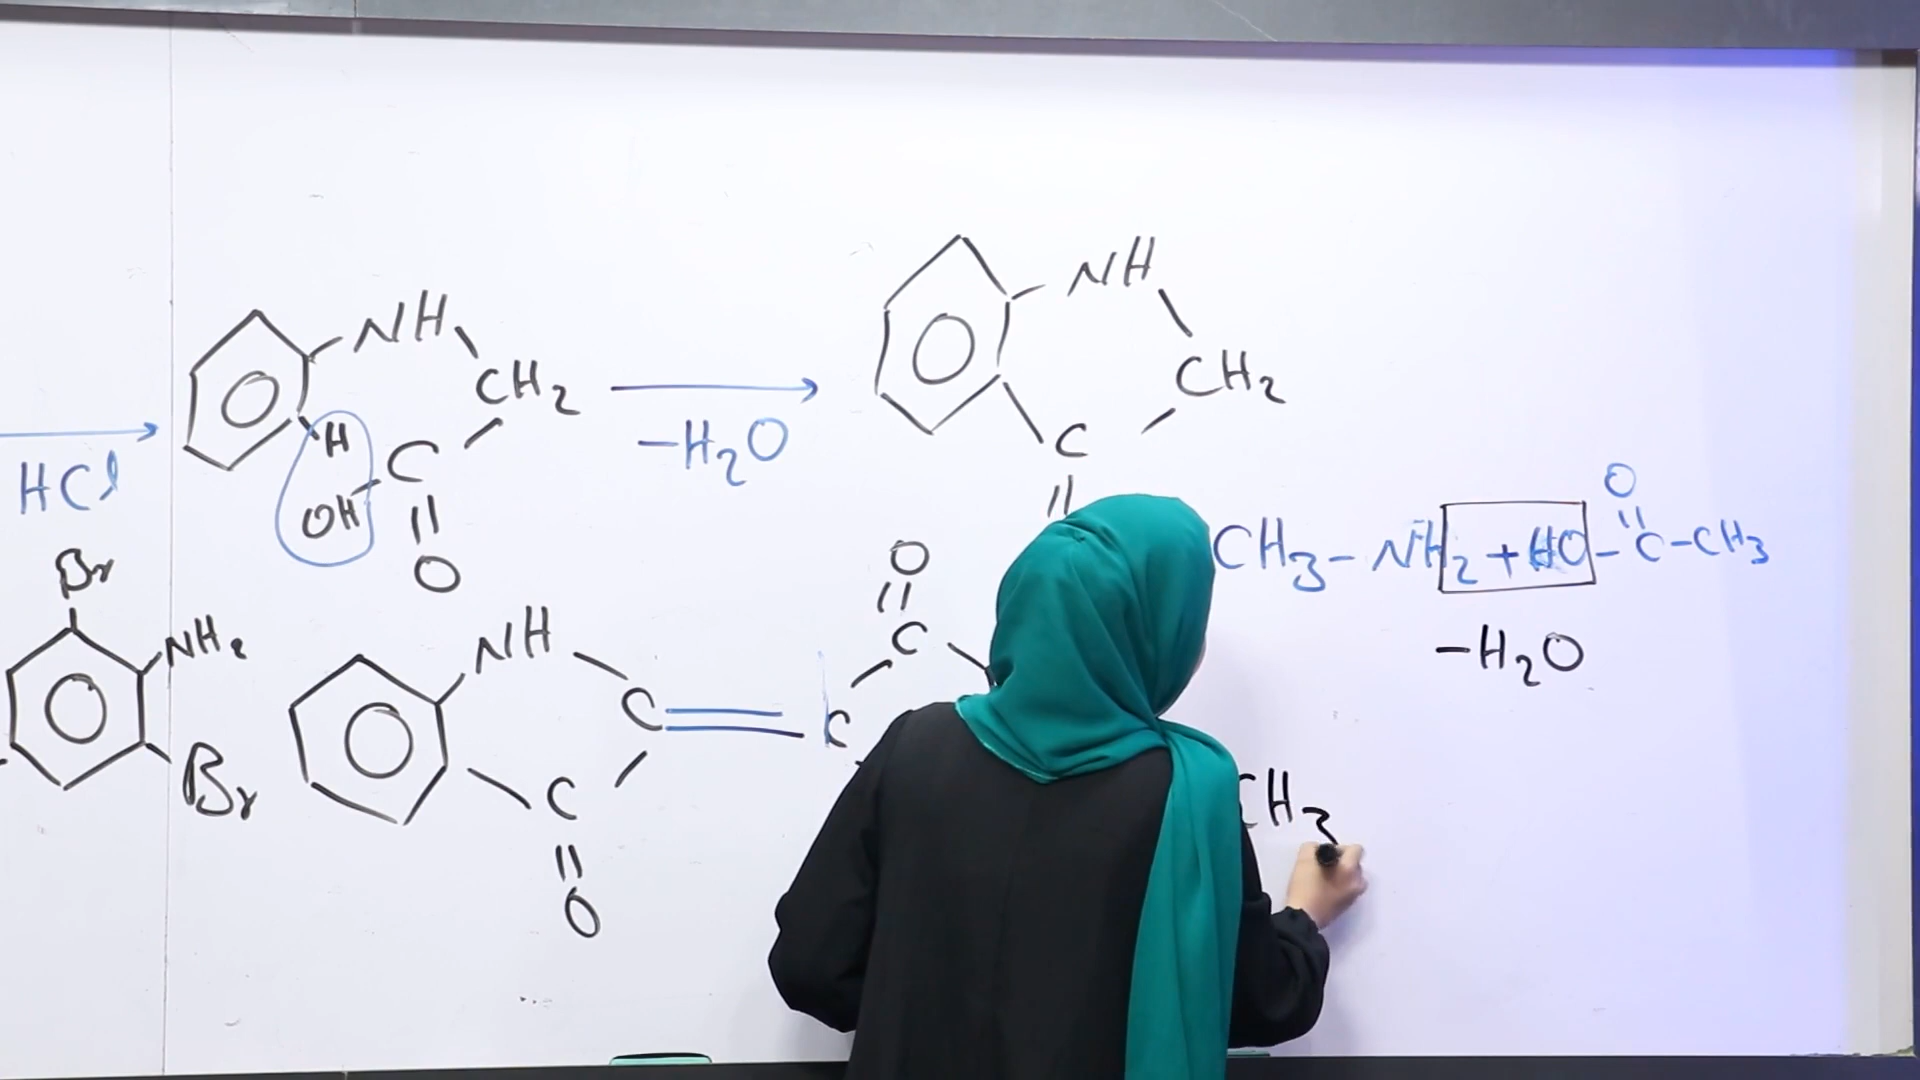 NH
CH2
H
OH
C
O
HCl
-H2O
NH
CH2
C
O
CH3-NH2+HO-C-CH3
-H2O
Br
NH2
Br
NH
C
C
O
O
C
C
CH3